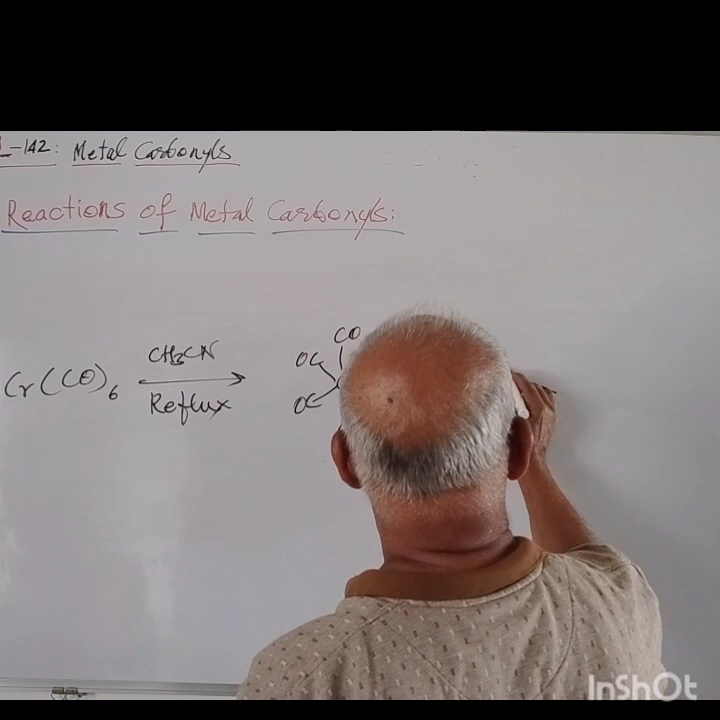 L-142: Metal Carbonyls
Reactions of Metal Carbonyls:
CO
CH3CN
OC
Cr(CO)6
Reflux
OC
InShOt